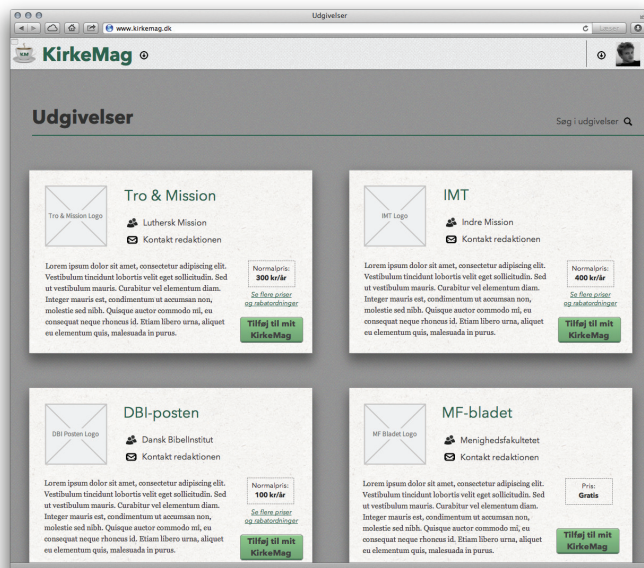 Udgivelser
www.kirkemag.dk
KirkeMag
Udgivelser
Søg i udgivelser
Tro & Mission Logo
Tro & Mission
Luthersk Mission
Kontakt redaktionen
Lorem ipsum dolor sit amet, consectetur adipiscing elit.
Vestibulum tincidunt lobortis velit eget sollicitudin. Sed
ut vestibulum mauris. Curabitur vel elementum diam.
Integer mauris est, condimentum ut accumsan non,
molestie sed nibh. Quisque auctor commodo mi, eu
consequat neque rhoncus id. Etiam libero urna, aliquet
eu elementum quis, malesuada in purus.
Normalpris:
300 kr/år
Se flere priser
og rabatordninger
Tilføj til mit
KirkeMag
IMT Logo
IMT
Indre Mission
Kontakt redaktionen
Lorem ipsum dolor sit amet, consectetur adipiscing elit.
Vestibulum tincidunt lobortis velit eget sollicitudin. Sed
ut vestibulum mauris. Curabitur vel elementum diam.
Integer mauris est, condimentum ut accumsan non,
molestie sed nibh. Quisque auctor commodo mi, eu
consequat neque rhoncus id. Etiam libero urna, aliquet
eu elementum quis, malesuada in purus.
Normalpris:
400 kr/år
Se flere priser
og rabatordninger
Tilføj til mit
KirkeMag
DBI Posten Logo
DBI-posten
Dansk BibelInstitut
Kontakt redaktionen
Lorem ipsum dolor sit amet, consectetur adipiscing elit.
Vestibulum tincidunt lobortis velit eget sollicitudin. Sed
ut vestibulum mauris. Curabitur vel elementum diam.
Integer mauris est, condimentum ut accumsan non,
molestie sed nibh. Quisque auctor commodo mi, eu
consequat neque rhoncus id. Etiam libero urna, aliquet
eu elementum quis, malesuada in purus.
Normalpris:
100 kr/år
Se flere priser
og rabatordninger
Tilføj til mit
KirkeMag
MF Bladet Logo
MF-bladet
Menighedsfakultetet
Kontakt redaktionen
Lorem ipsum dolor sit amet, consectetur adipiscing elit.
Vestibulum tincidunt lobortis velit eget sollicitudin. Sed
ut vestibulum mauris. Curabitur vel elementum diam.
Integer mauris est, condimentum ut accumsan non,
molestie sed nibh. Quisque auctor commodo mi, eu
consequat neque rhoncus id. Etiam libero urna, aliquet
eu elementum quis, malesuada in purus.
Pris:
Gratis
Tilføj til mit
KirkeMag